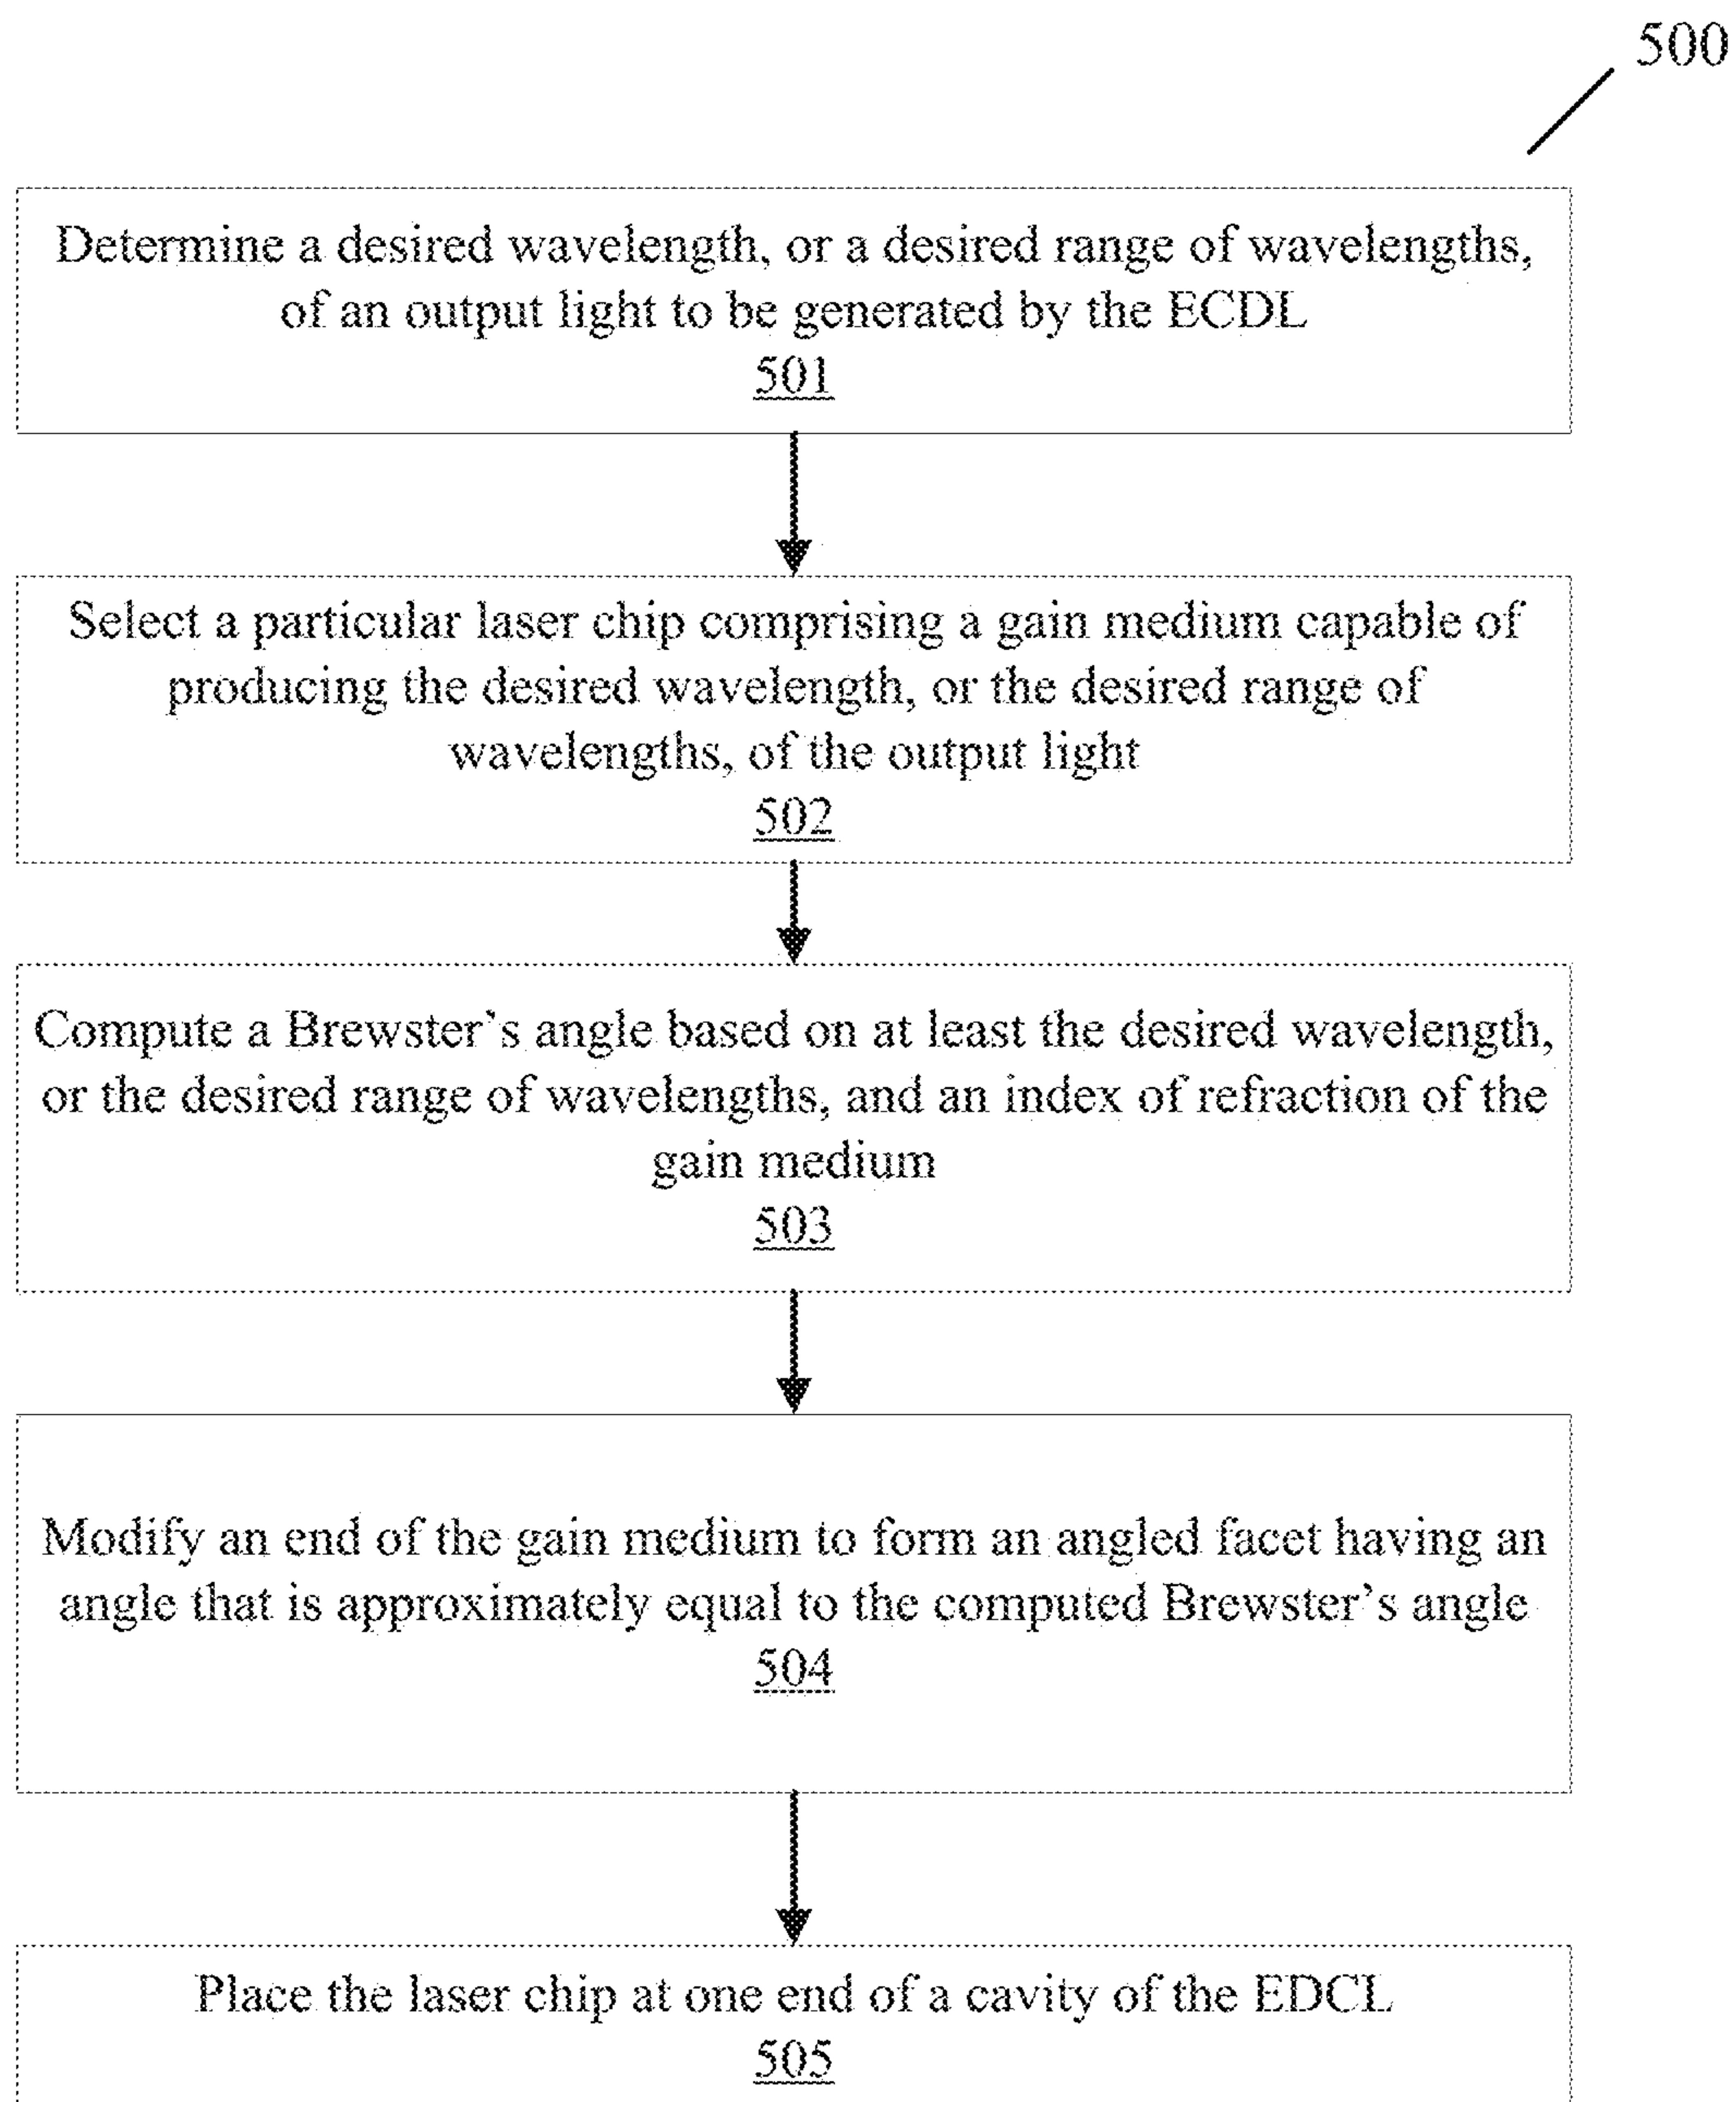 500
Determine a desired wavelength, or a desired range of wavelengths,
of an output light to be generated by the ECDL
501
Select a particular laser chip comprising a gain medium capable of
producing the desired wavelength, or the desired range of
wavelengths, of the output light
502
Compute a Brewster's angle based on at least the desired wavelength,
or the desired range of wavelengths, and an index of refraction of the
gain medium
503
Modify an end of the gain medium to form an angled facet having an
angle that is approximately equal to the computed Brewster's angle
504
Place the laser chip at one end of a cavity of the EDCL
505